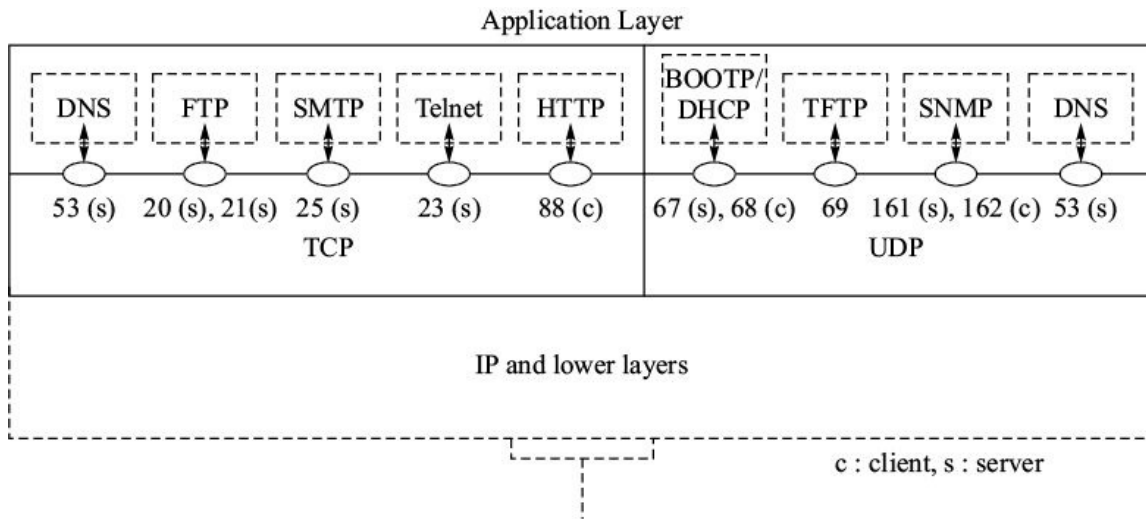 Application Layer
DNS FTP SMTP Telnet HTTP BOOTP/
DHCP TFTP SNMP DNS
53 (s) 20 (s), 21(s) 25 (s) 23 (s) 88 (c) 67 (s), 68 (c) 69 161 (s), 162 (c) 53 (s)
TCP UDP
IP and lower layers
c : client, s : server